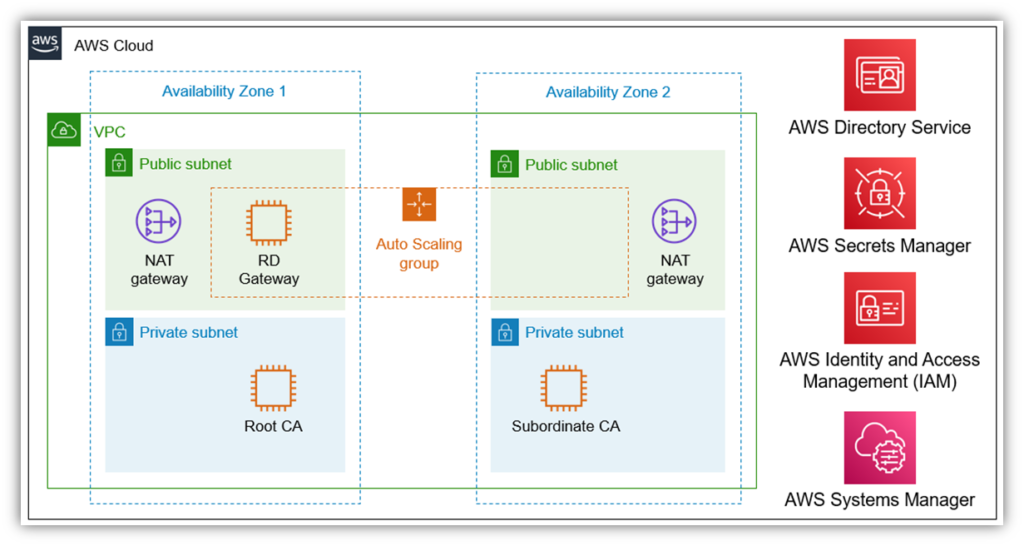 aws
AWS Cloud
Availability Zone 1
Availability Zone 2
VPC
Public subnet
NAT
gateway
RD
Gateway
Auto Scaling
group
Public subnet
NAT
gateway
Private subnet
Root CA
Private subnet
Subordinate CA
AWS Directory Service
AWS Secrets Manager
AWS Identity and Access
Management (IAM)
AWS Systems Manager